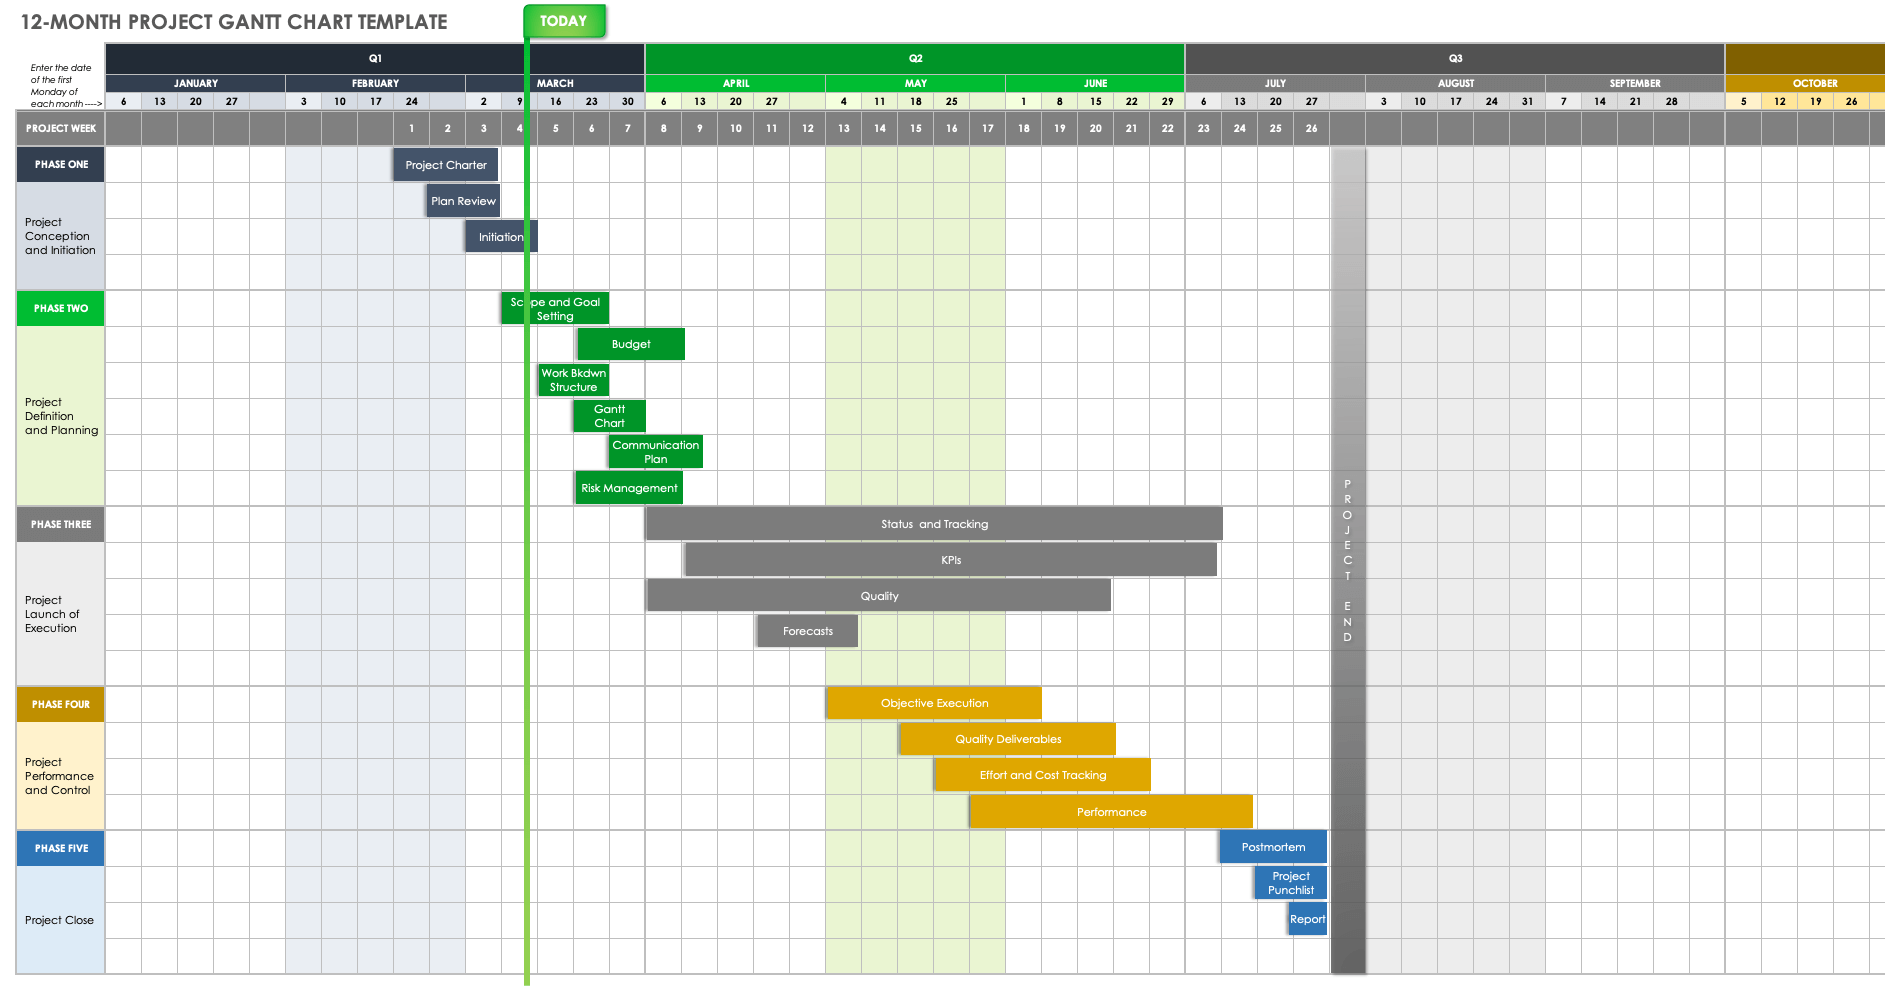 12-MONTH PROJECT GANTT CHART TEMPLATE
TODAY
Enter the date
of the first
Monday of
each month ---->
Q1 Q2 Q3
JANUARY FEBRUARY MARCH APRIL MAY JUNE JULY AUGUST SEPTEMBER OCTOBER
6 13 20 27 3 10 17 24 2 9 16 23 30 6 13 20 27 4 11 18 25 1 8 15 22 29 6 13 20 27 3 10 17 24 31 7 14 21 28 5 12 19 26
PROJECT WEEK 1 2 3 4 5 6 7 8 9 10 11 12 13 14 15 16 17 18 19 20 21 22 23 24 25 26
PHASE ONE
Project Charter
Plan Review
Project
Conception
and Initiation
Initiation
PHASE TWO
Scope and Goal
Setting
Budget
Work Bkdwn
Structure
Project
Definition
and Planning
Gantt
Chart
Communication
Plan
Risk Management
PHASE THREE
Status and Tracking
KPIs
Quality
Project
Launch of
Execution
Forecasts
PROJECT END
PHASE FOUR
Objective Execution
Quality Deliverables
Project
Performance
and Control
Effort and Cost Tracking
Performance
PHASE FIVE
Postmortem
Project
Punchlist
Project Close
Report